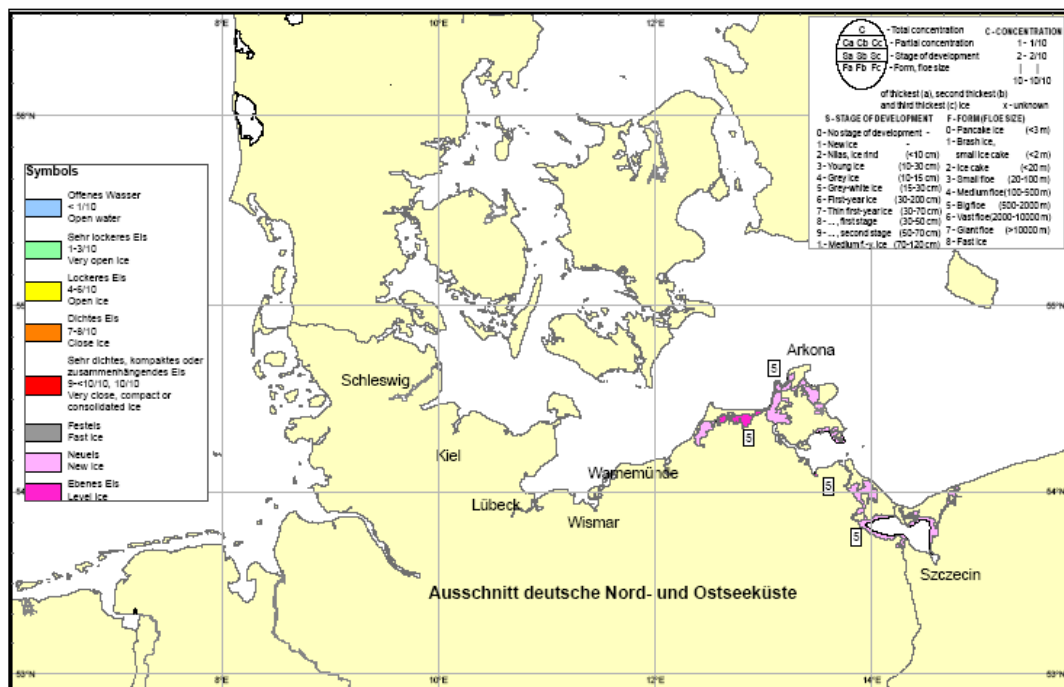 8°E
10°E
12°E
56°N
C
- Total concentration
C - CONCENTRATION
Ca Cb Cc
- Partial concentration
1 - 1/10
Sa Sb Sc
- Stage of development
2 - 2/10
Fa Fb Fc
- Form, floe size
| |
10 - 10/10
of thickest (a), second thickest (b)
and third thickest (c) ice
x - unknown
S - STAGE OF DEVELOPMENT
0 - No stage of development -
1 - New ice -
2 - Nilas, ice rind (<10 cm)
3 - Young ice (10-30 cm)
4 - Grey ice (10-15 cm)
5 - Grey-white ice (15-30 cm)
6 - First-year ice (30-200 cm)
7 - Thin first-year ice (30-70 cm)
8 - ..., first stage (30-50 cm)
9 - ..., second stage (50-70 cm)
1. - Medium f.-y. ice (70-120 cm)
F - FORM (FLOE SIZE)
0 - Pancake ice (<3 m)
1 - Brash ice,
small ice cake (<2 m)
2 - Ice cake (<20 m)
3 - Small floe (20-100 m)
4 - Medium floe (100-500 m)
5 - Big floe (500-2000 m)
6 - Vast floe (2000-10000 m)
7 - Giant floe (>10000 m)
8 - Fast ice
Symbols
Offenes Wasser
< 1/10
Open water
Sehr lockeres Eis
1-3/10
Very open ice
Lockeres Eis
4-6/10
Open ice
Dichtes Eis
7-8/10
Close ice
Sehr dichtes, kompaktes oder
zusammenhängendes Eis
9-<10/10, 10/10
Very close, compact or
consolidated ice
Festeis
Fast ice
Neueis
New ice
Ebenes Eis
Level ice
55°N
Arkona
5
Schleswig
5
Kiel
Warnemünde
5
54°N
Lübeck
Wismar
5
Szczecin
Ausschnitt deutsche Nord- und Ostseeküste
53°N
53°N
8°E
10°E
12°E
14°E